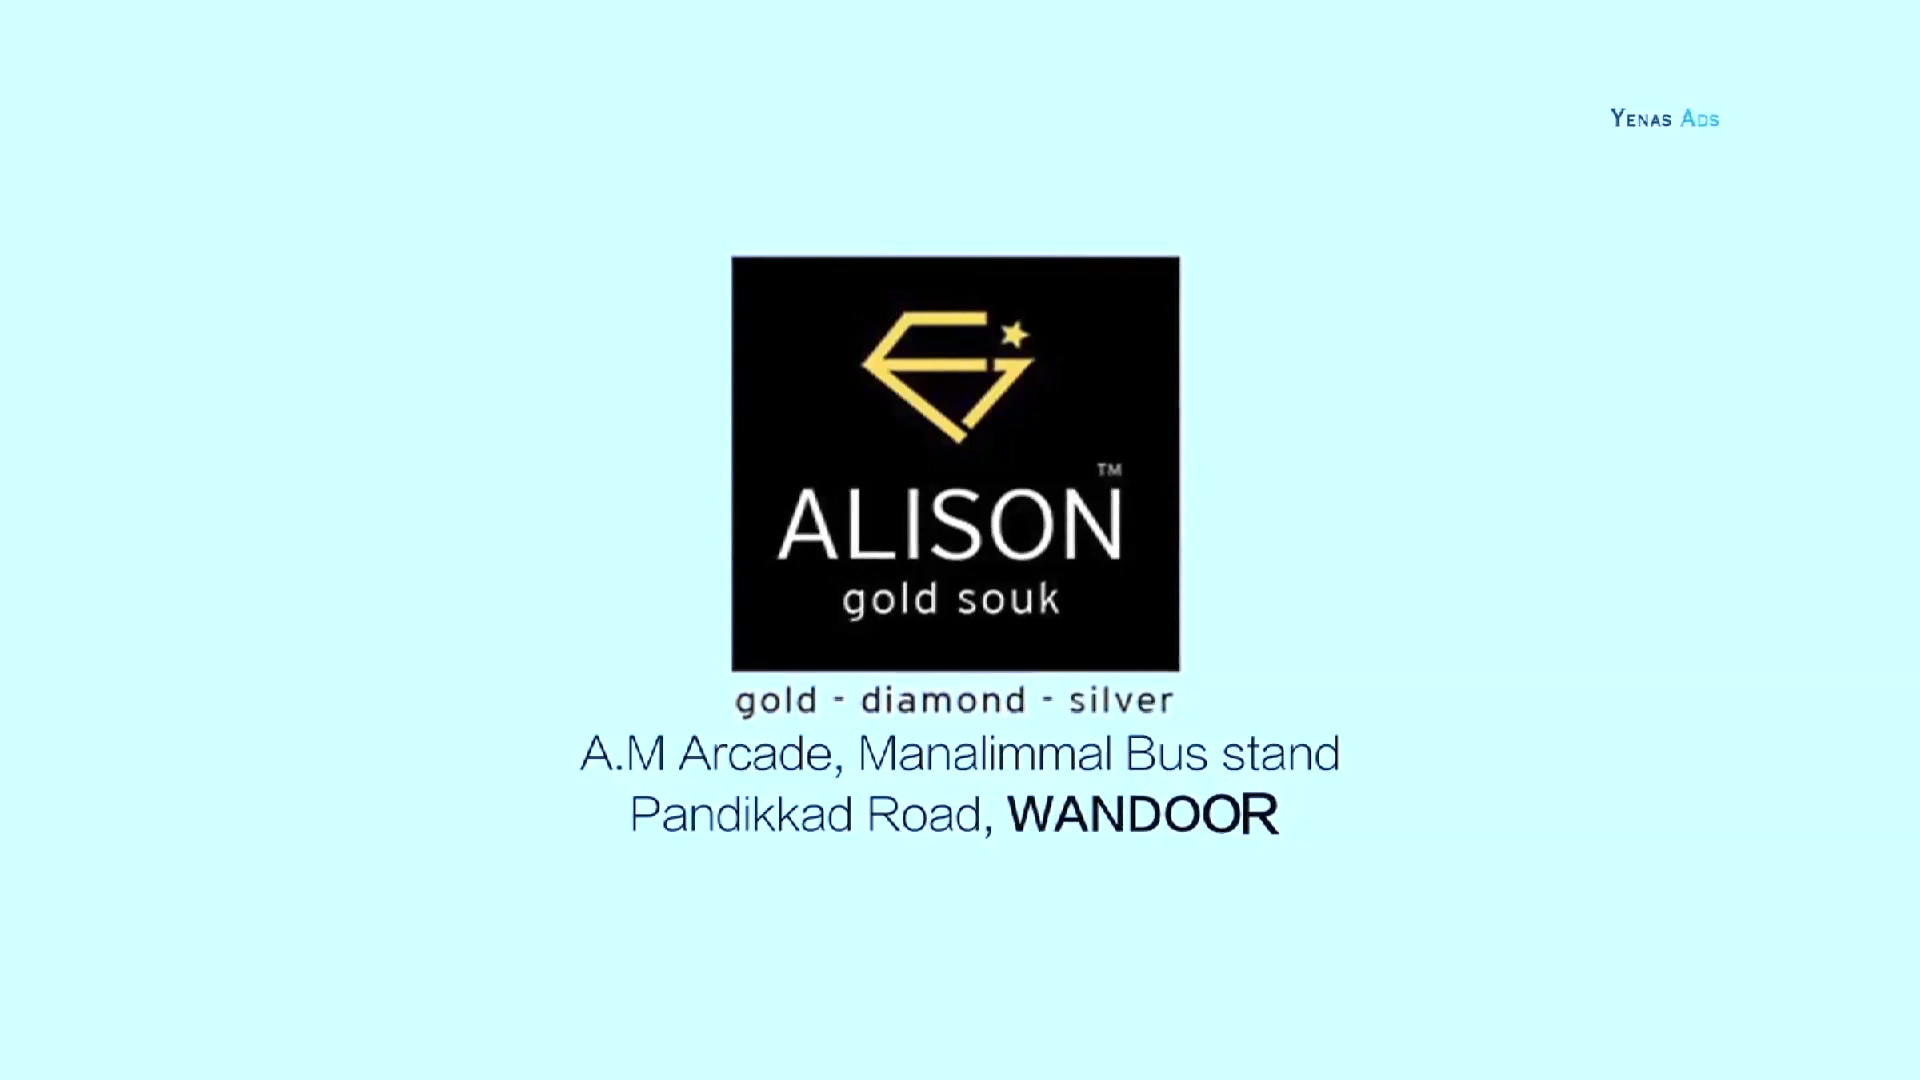 Yenas Ads
ALISON™
gold souk
gold - diamond - silver
A.M Arcade, Manalimmal Bus stand
Pandikkad Road, WANDOOR